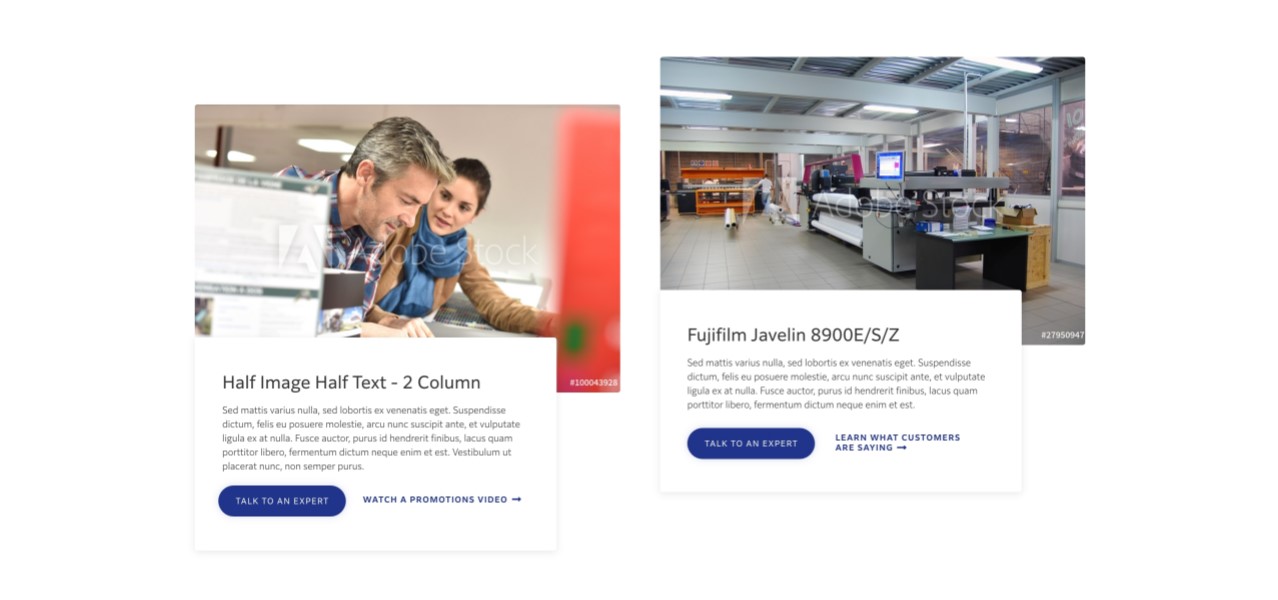 Adobe Stock
#100043928
Half Image Half Text - 2 Column
Sed mattis varius nulla, sed lobortis ex venenatis eget. Suspendisse
dictum, felis eu posuere molestie, arcu nunc suscipit ante, et vulputate
ligula ex at nulla. Fusce auctor, purus id hendrerit finibus, lacus quam
porttitor libero, fermentum dictum neque enim et est. Vestibulum ut
placerat nunc, non semper purus.
TALK TO AN EXPERT
WATCH A PROMOTIONS VIDEO →
Adobe Stock
#27950947
Fujifilm Javelin 8900E/S/Z
Sed mattis varius nulla, sed lobortis ex venenatis eget. Suspendisse
dictum, felis eu posuere molestie, arcu nunc suscipit ante, et vulputate
ligula ex at nulla. Fusce auctor, purus id hendrerit finibus, lacus quam
porttitor libero, fermentum dictum neque enim et est.
TALK TO AN EXPERT
LEARN WHAT CUSTOMERS
ARE SAYING →